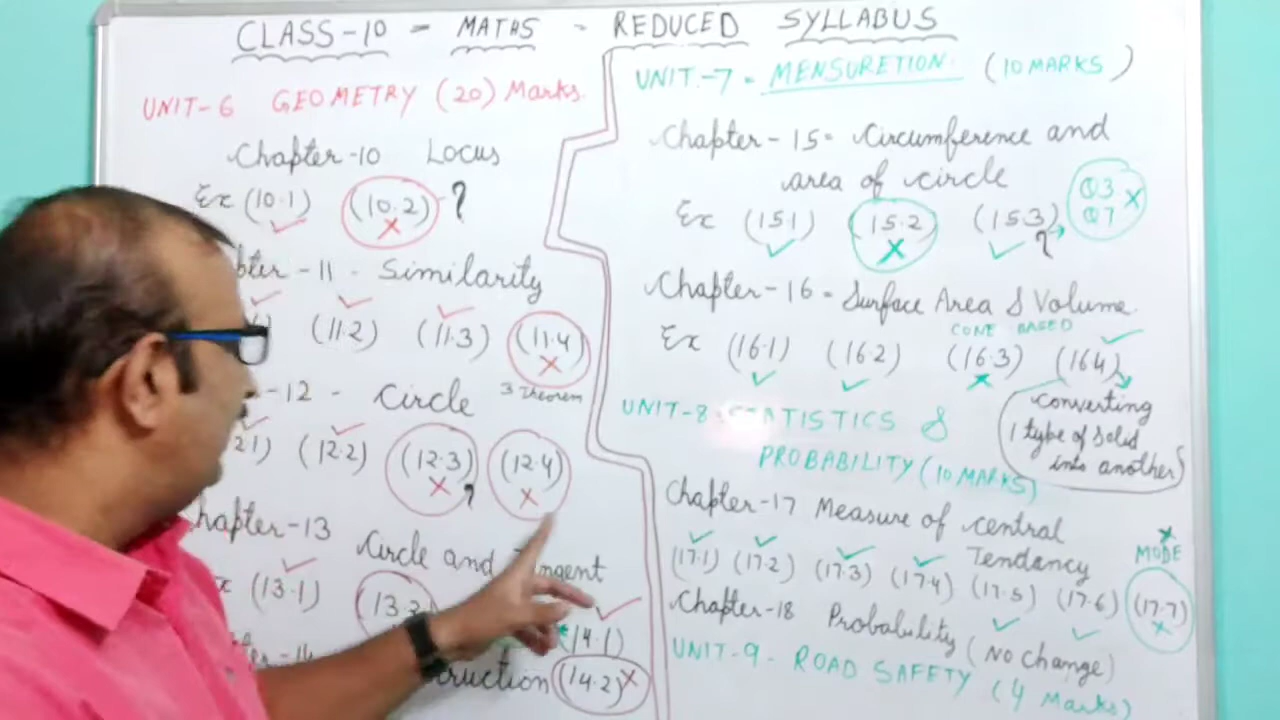 CLASS-10 - MATHS - REDUCED SYLLABUS
UNIT-6 GEOMETRY (20) Marks.
Chapter-10 Locus
Ex (10.1) (10.2) ?
-11 - Similarity
(11.2) (11.3) (11.4)
3 Theorem
-12 - Circle
(12.2) (12.3) ? (12.4)
Chapter-13 Circle and
(13.1)
(14.1)
(14.2)
UNIT-7 = MENSURETION. (10 MARKS)
Chapter-15= Circumference and
area of circle
Ex (15.1) (15.2) (15.3) ?
Q3
Q7
Chapter-16 = Surface Area & Volume.
CONE BASED
Ex (16.1) (16.2) (16.3) (16.4)
Converting
1 type of solid
into another
UNIT-8 STATISTICS &
PROBABILITY (10 MARKS)
Chapter-17 Measure of central
Tendency
MODE
(17.1) (17.2) (17.3) (17.4) (17.5) (17.6) (17.7)
Chapter-18 Probability (No Change)
UNIT-9- ROAD SAFETY (4 Marks)